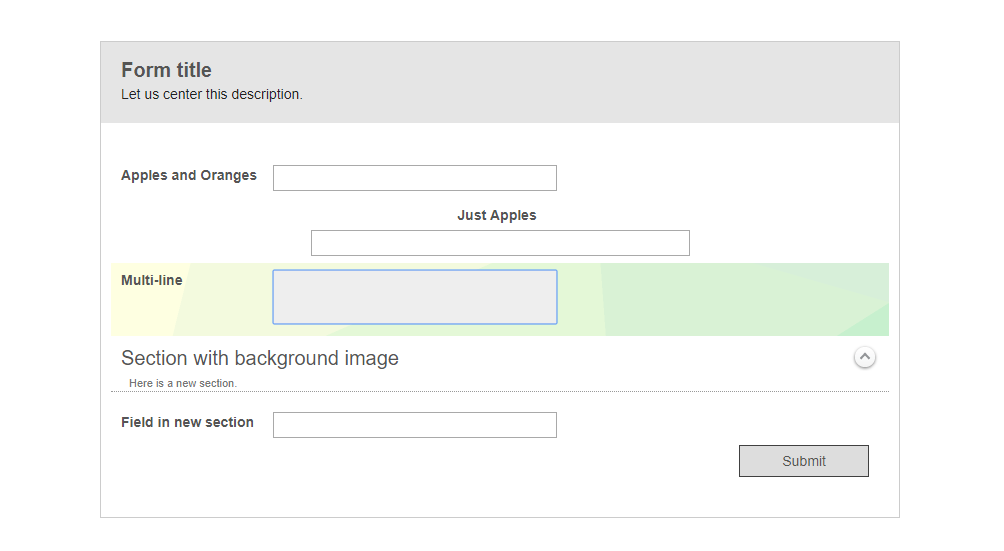 Form title
Let us center this description.
Apples and Oranges
Just Apples
Multi-line
Section with background image
Here is a new section.
Field in new section
Submit